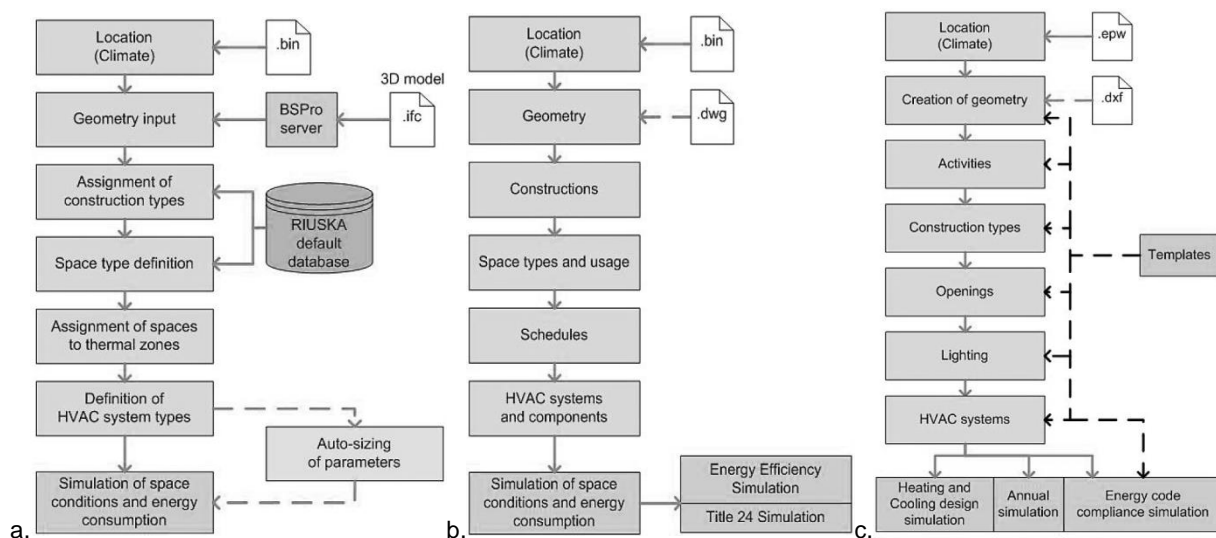 Location
(Climate)
.bin
3D model
Geometry input
BSPro
server
.ifc
Assignment of
construction types
RIUSKA
default
database
Space type definition
Assignment of spaces
to thermal zones
Definition of
HVAC system types
Auto-sizing
of parameters
Simulation of space
conditions and energy
consumption
a.
Location
(Climate)
.bin
Geometry
.dwg
Constructions
Space types and usage
Schedules
HVAC systems
and components
Simulation of space
conditions and energy
consumption
Energy Efficiency
Simulation
Title 24 Simulation
b.
Location
(Climate)
.epw
Creation of geometry
.dxf
Activities
Construction types
Templates
Openings
Lighting
HVAC systems
Heating and
Cooling design
simulation
Annual
simulation
Energy code
compliance simulation
c.